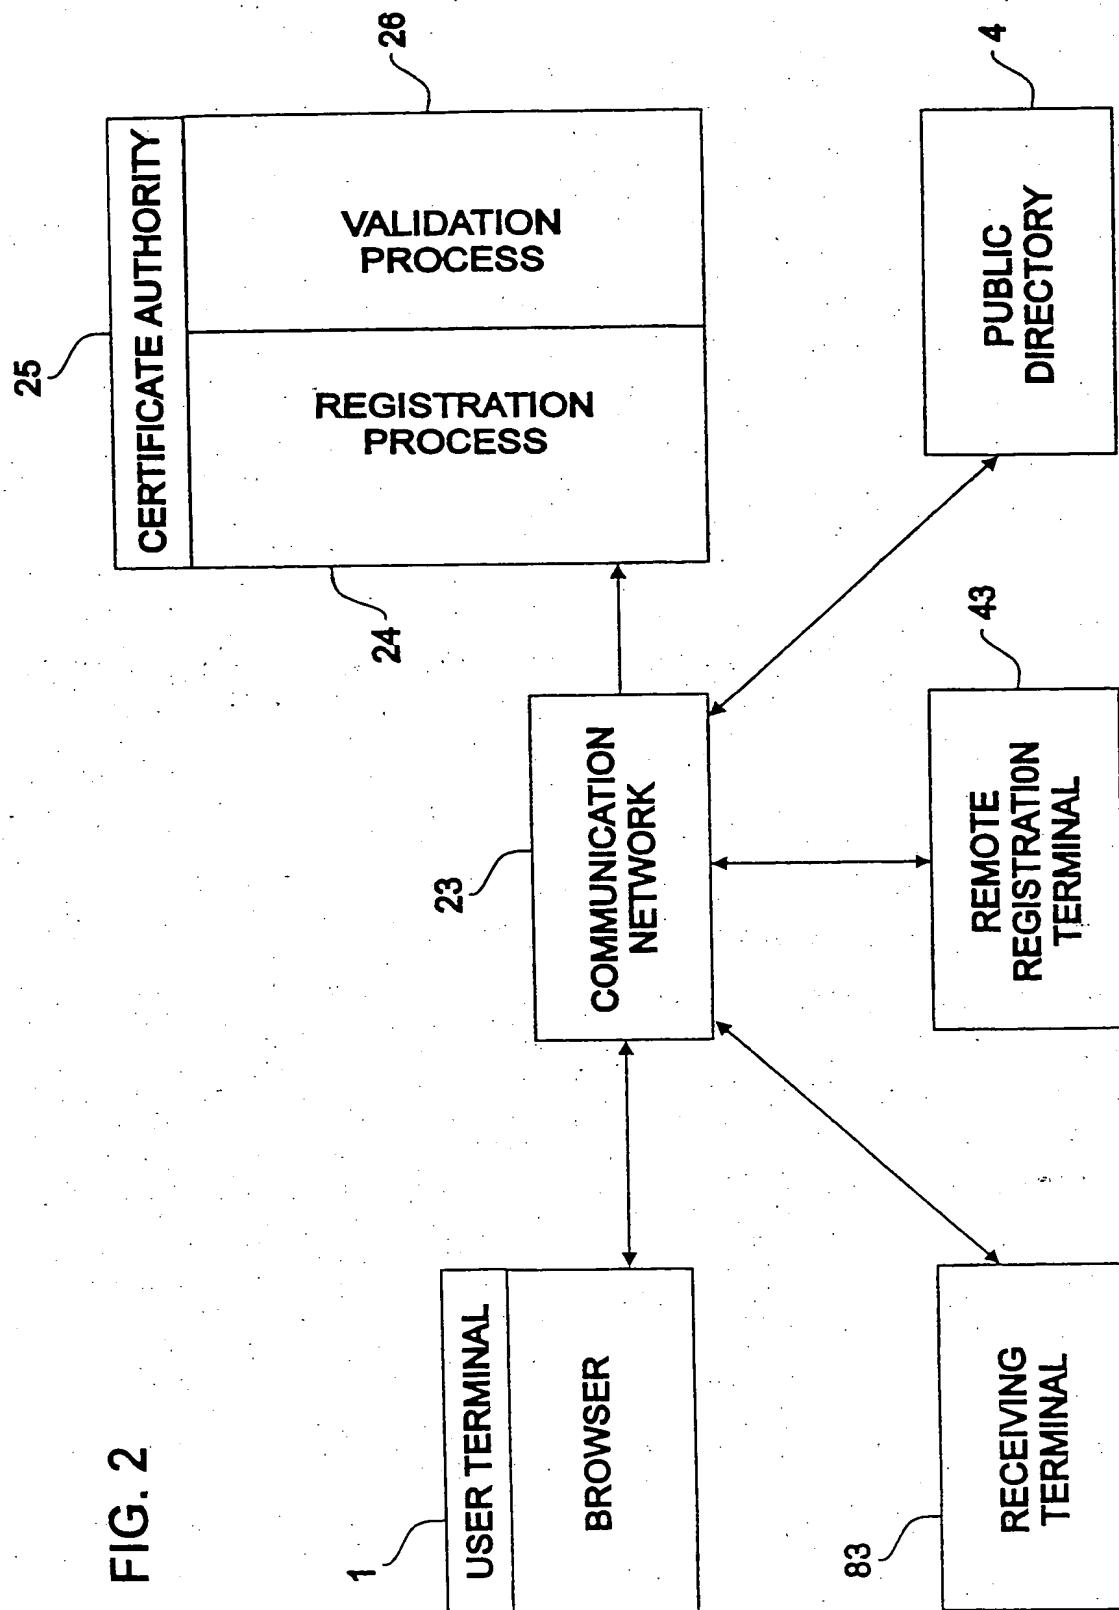 FIG. 2
25
CERTIFICATE AUTHORITY
REGISTRATION
PROCESS
VALIDATION
PROCESS
24
26
1
USER TERMINAL
BROWSER
23
COMMUNICATION
NETWORK
83
RECEIVING
TERMINAL
43
REMOTE
REGISTRATION
TERMINAL
4
PUBLIC
DIRECTORY